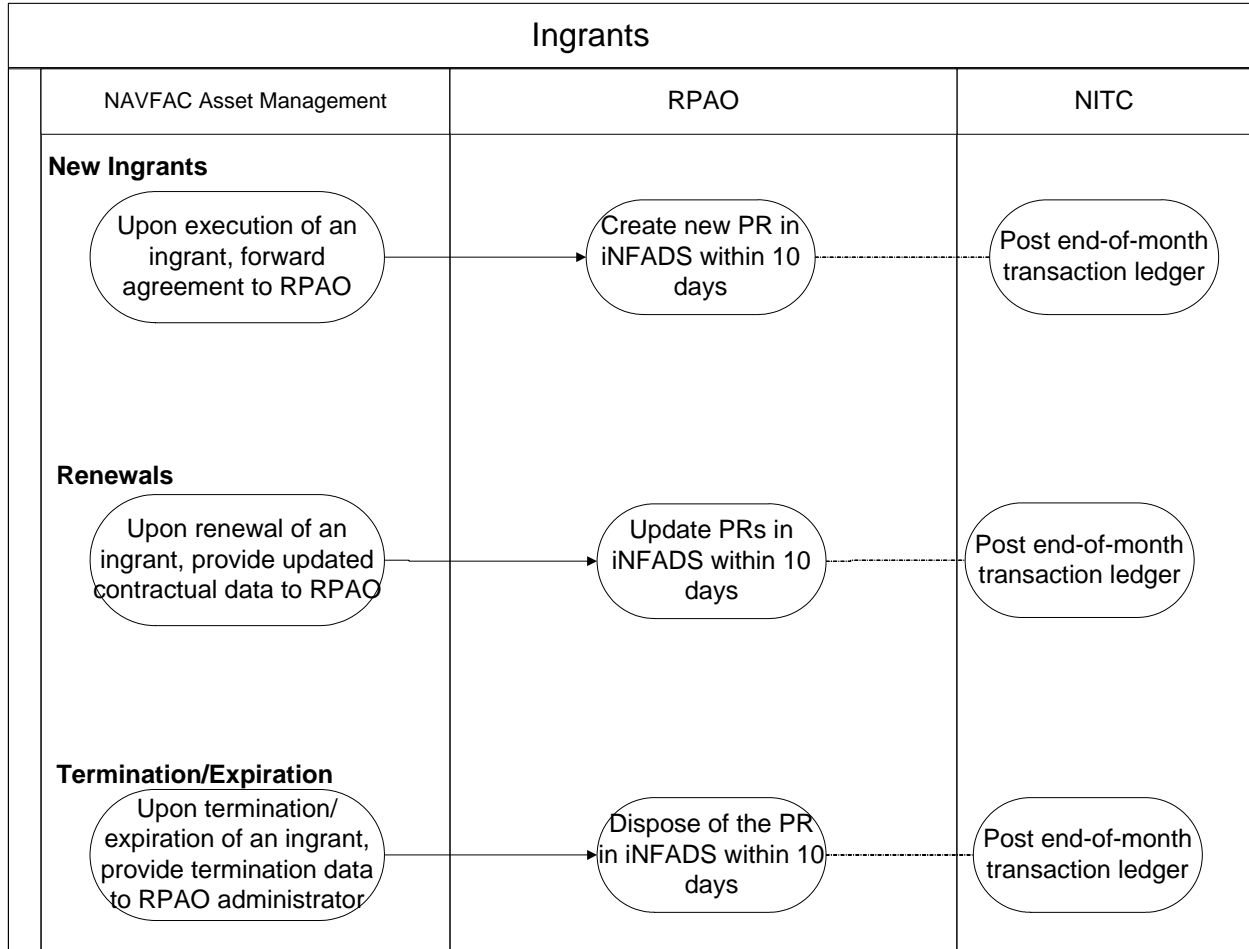 Ingrants
NAVFAC Asset Management
RPAO
NITC
New Ingrants
Upon execution of an
ingrant, forward
agreement to RPAO
Create new PR in
iNFADS within 10
days
Post end-of-month
transaction ledger
Renewals
Upon renewal of an
ingrant, provide updated
contractual data to RPAO
Update PRs in
iNFADS within 10
days
Post end-of-month
transaction ledger
Termination/Expiration
Upon termination/
expiration of an ingrant,
provide termination data
to RPAO administrator
Dispose of the PR
in iNFADS within 10
days
Post end-of-month
transaction ledger